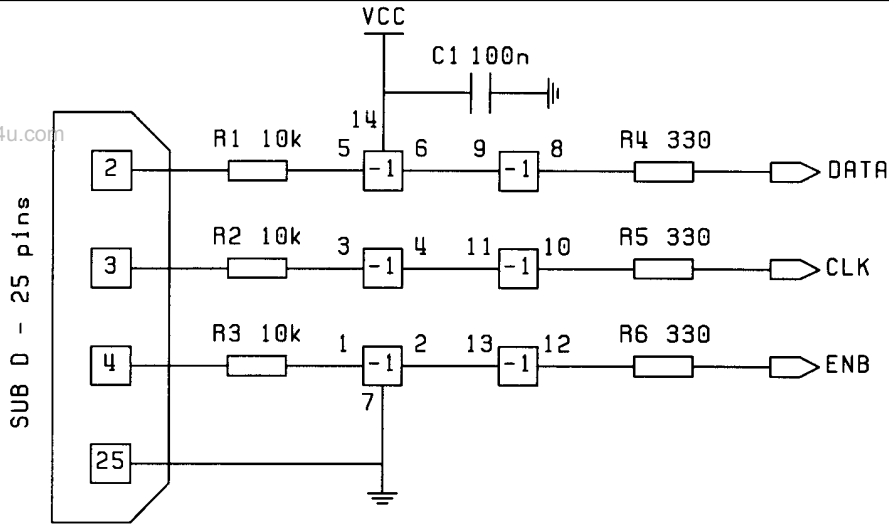 VCC
C1 100n
4u.com
14
R1 10k
5
6
9
8
R4 330
2
-1
-1
DATA
R2 10k
3
4
11
10
R5 330
3
-1
-1
CLK
R3 10k
1
2
13
12
R6 330
4
-1
-1
ENB
7
25
SUB D - 25 pins